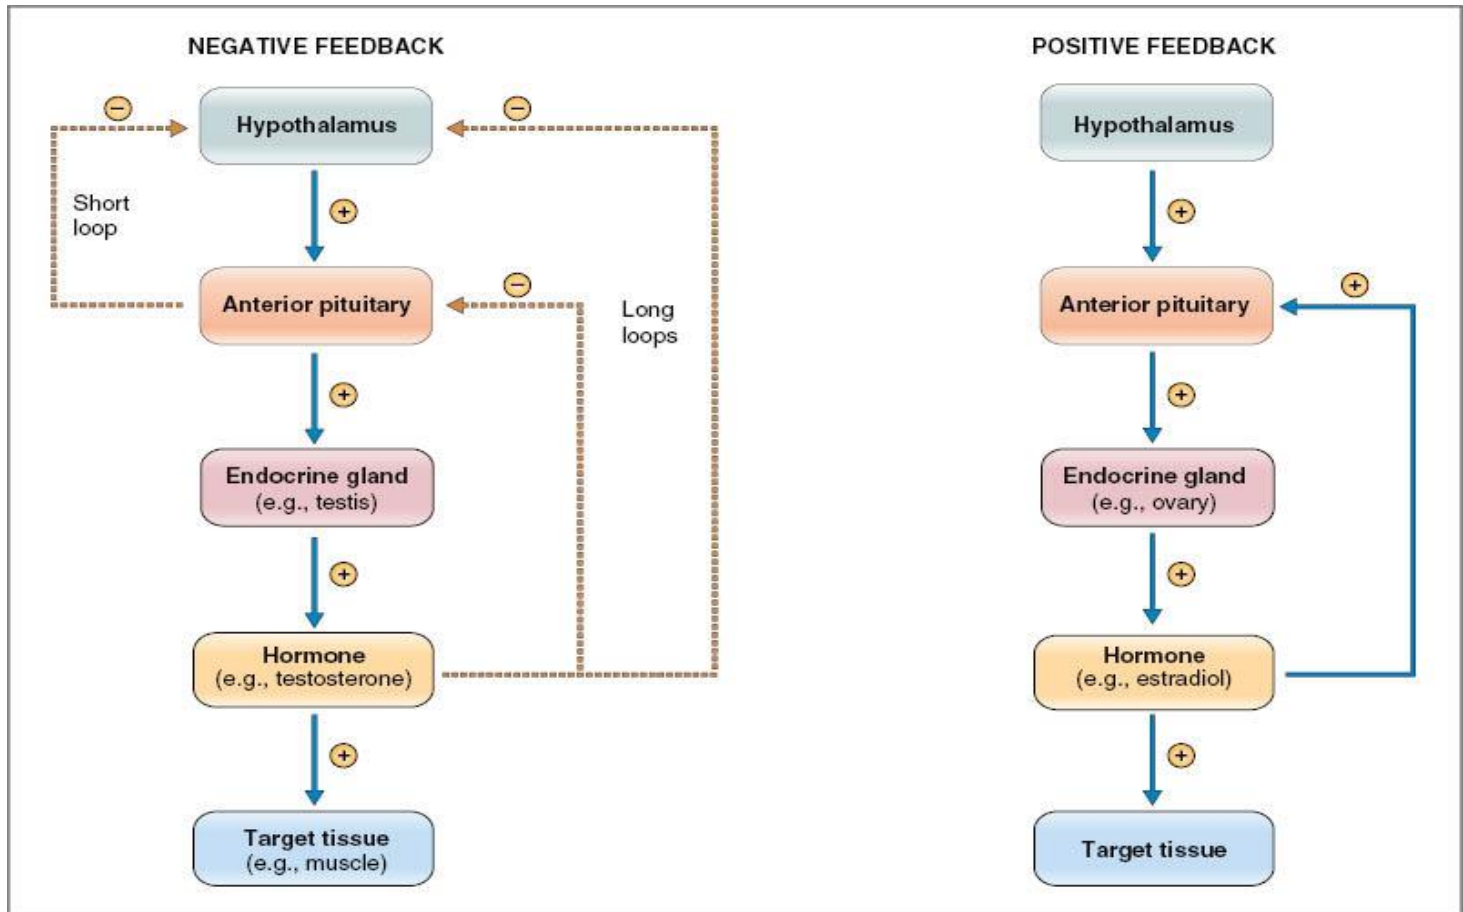 NEGATIVE FEEDBACK
−
−
Hypothalamus
Short
loop
+
−
Anterior pituitary
Long
loops
+
Endocrine gland
(e.g., testis)
+
Hormone
(e.g., testosterone)
+
Target tissue
(e.g., muscle)
POSITIVE FEEDBACK
Hypothalamus
+
+
Anterior pituitary
+
Endocrine gland
(e.g., ovary)
+
Hormone
(e.g., estradiol)
+
Target tissue